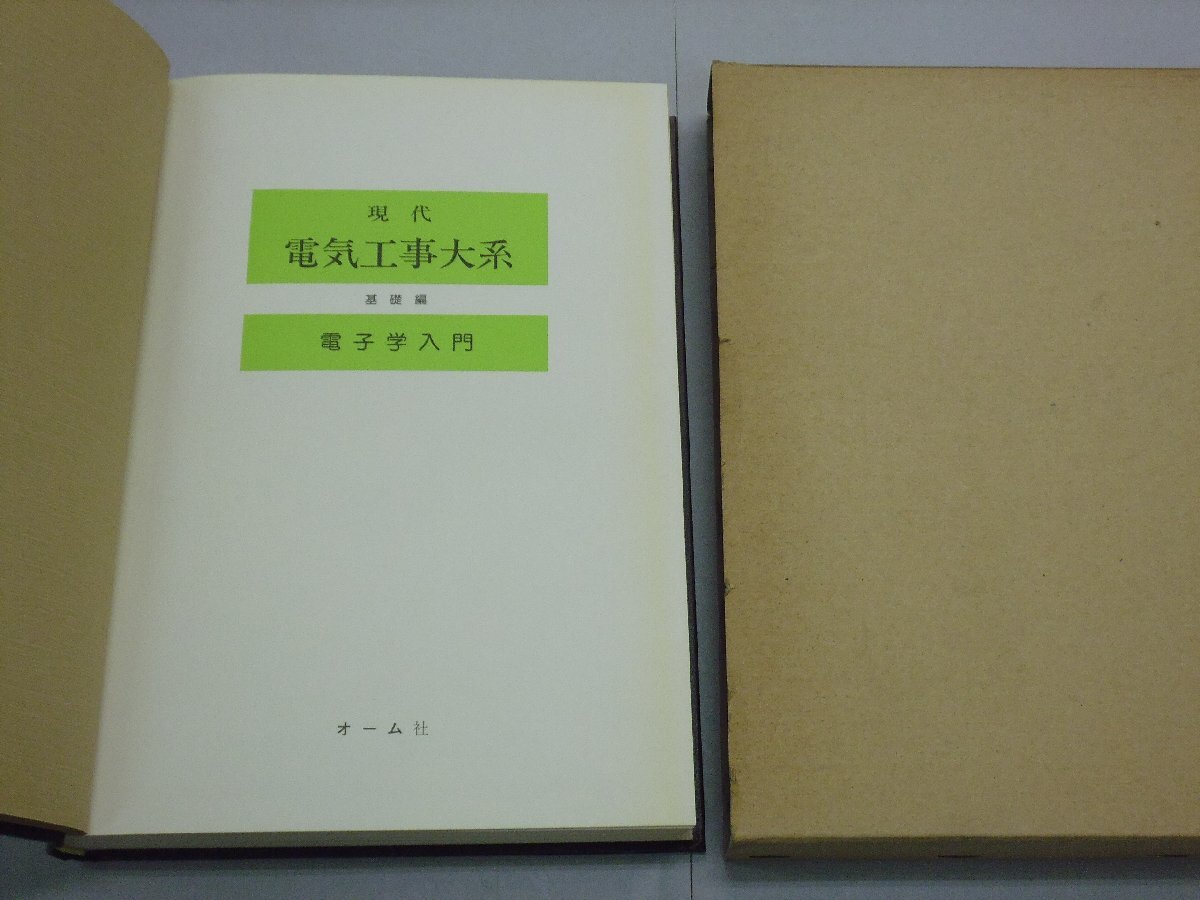 現代
電気工事大系
基礎編
電子学入門
オーム社